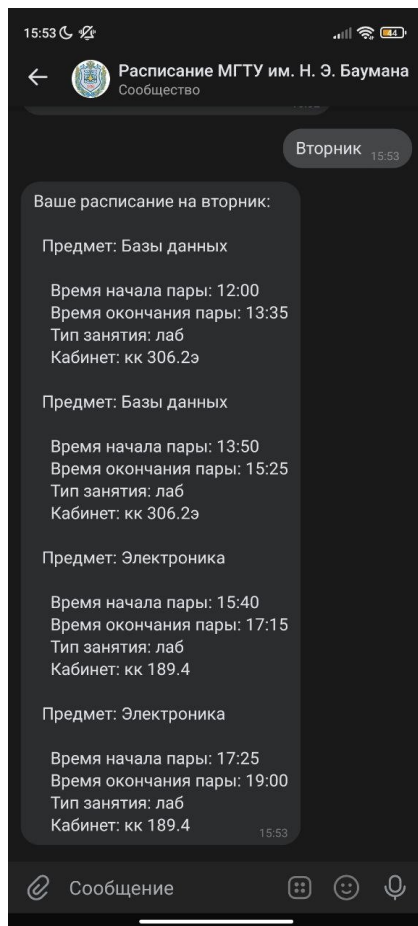 15:53
44
Расписание МГТУ им. Н. Э. Баумана
Сообщество
Вторник 15:53
Ваше расписание на вторник:
Предмет: Базы данных
Время начала пары: 12:00
Время окончания пары: 13:35
Тип занятия: лаб
Кабинет: кк 306.2э
Предмет: Базы данных
Время начала пары: 13:50
Время окончания пары: 15:25
Тип занятия: лаб
Кабинет: кк 306.2э
Предмет: Электроника
Время начала пары: 15:40
Время окончания пары: 17:15
Тип занятия: лаб
Кабинет: кк 189.4
Предмет: Электроника
Время начала пары: 17:25
Время окончания пары: 19:00
Тип занятия: лаб
Кабинет: кк 189.4
15:53
Сообщение